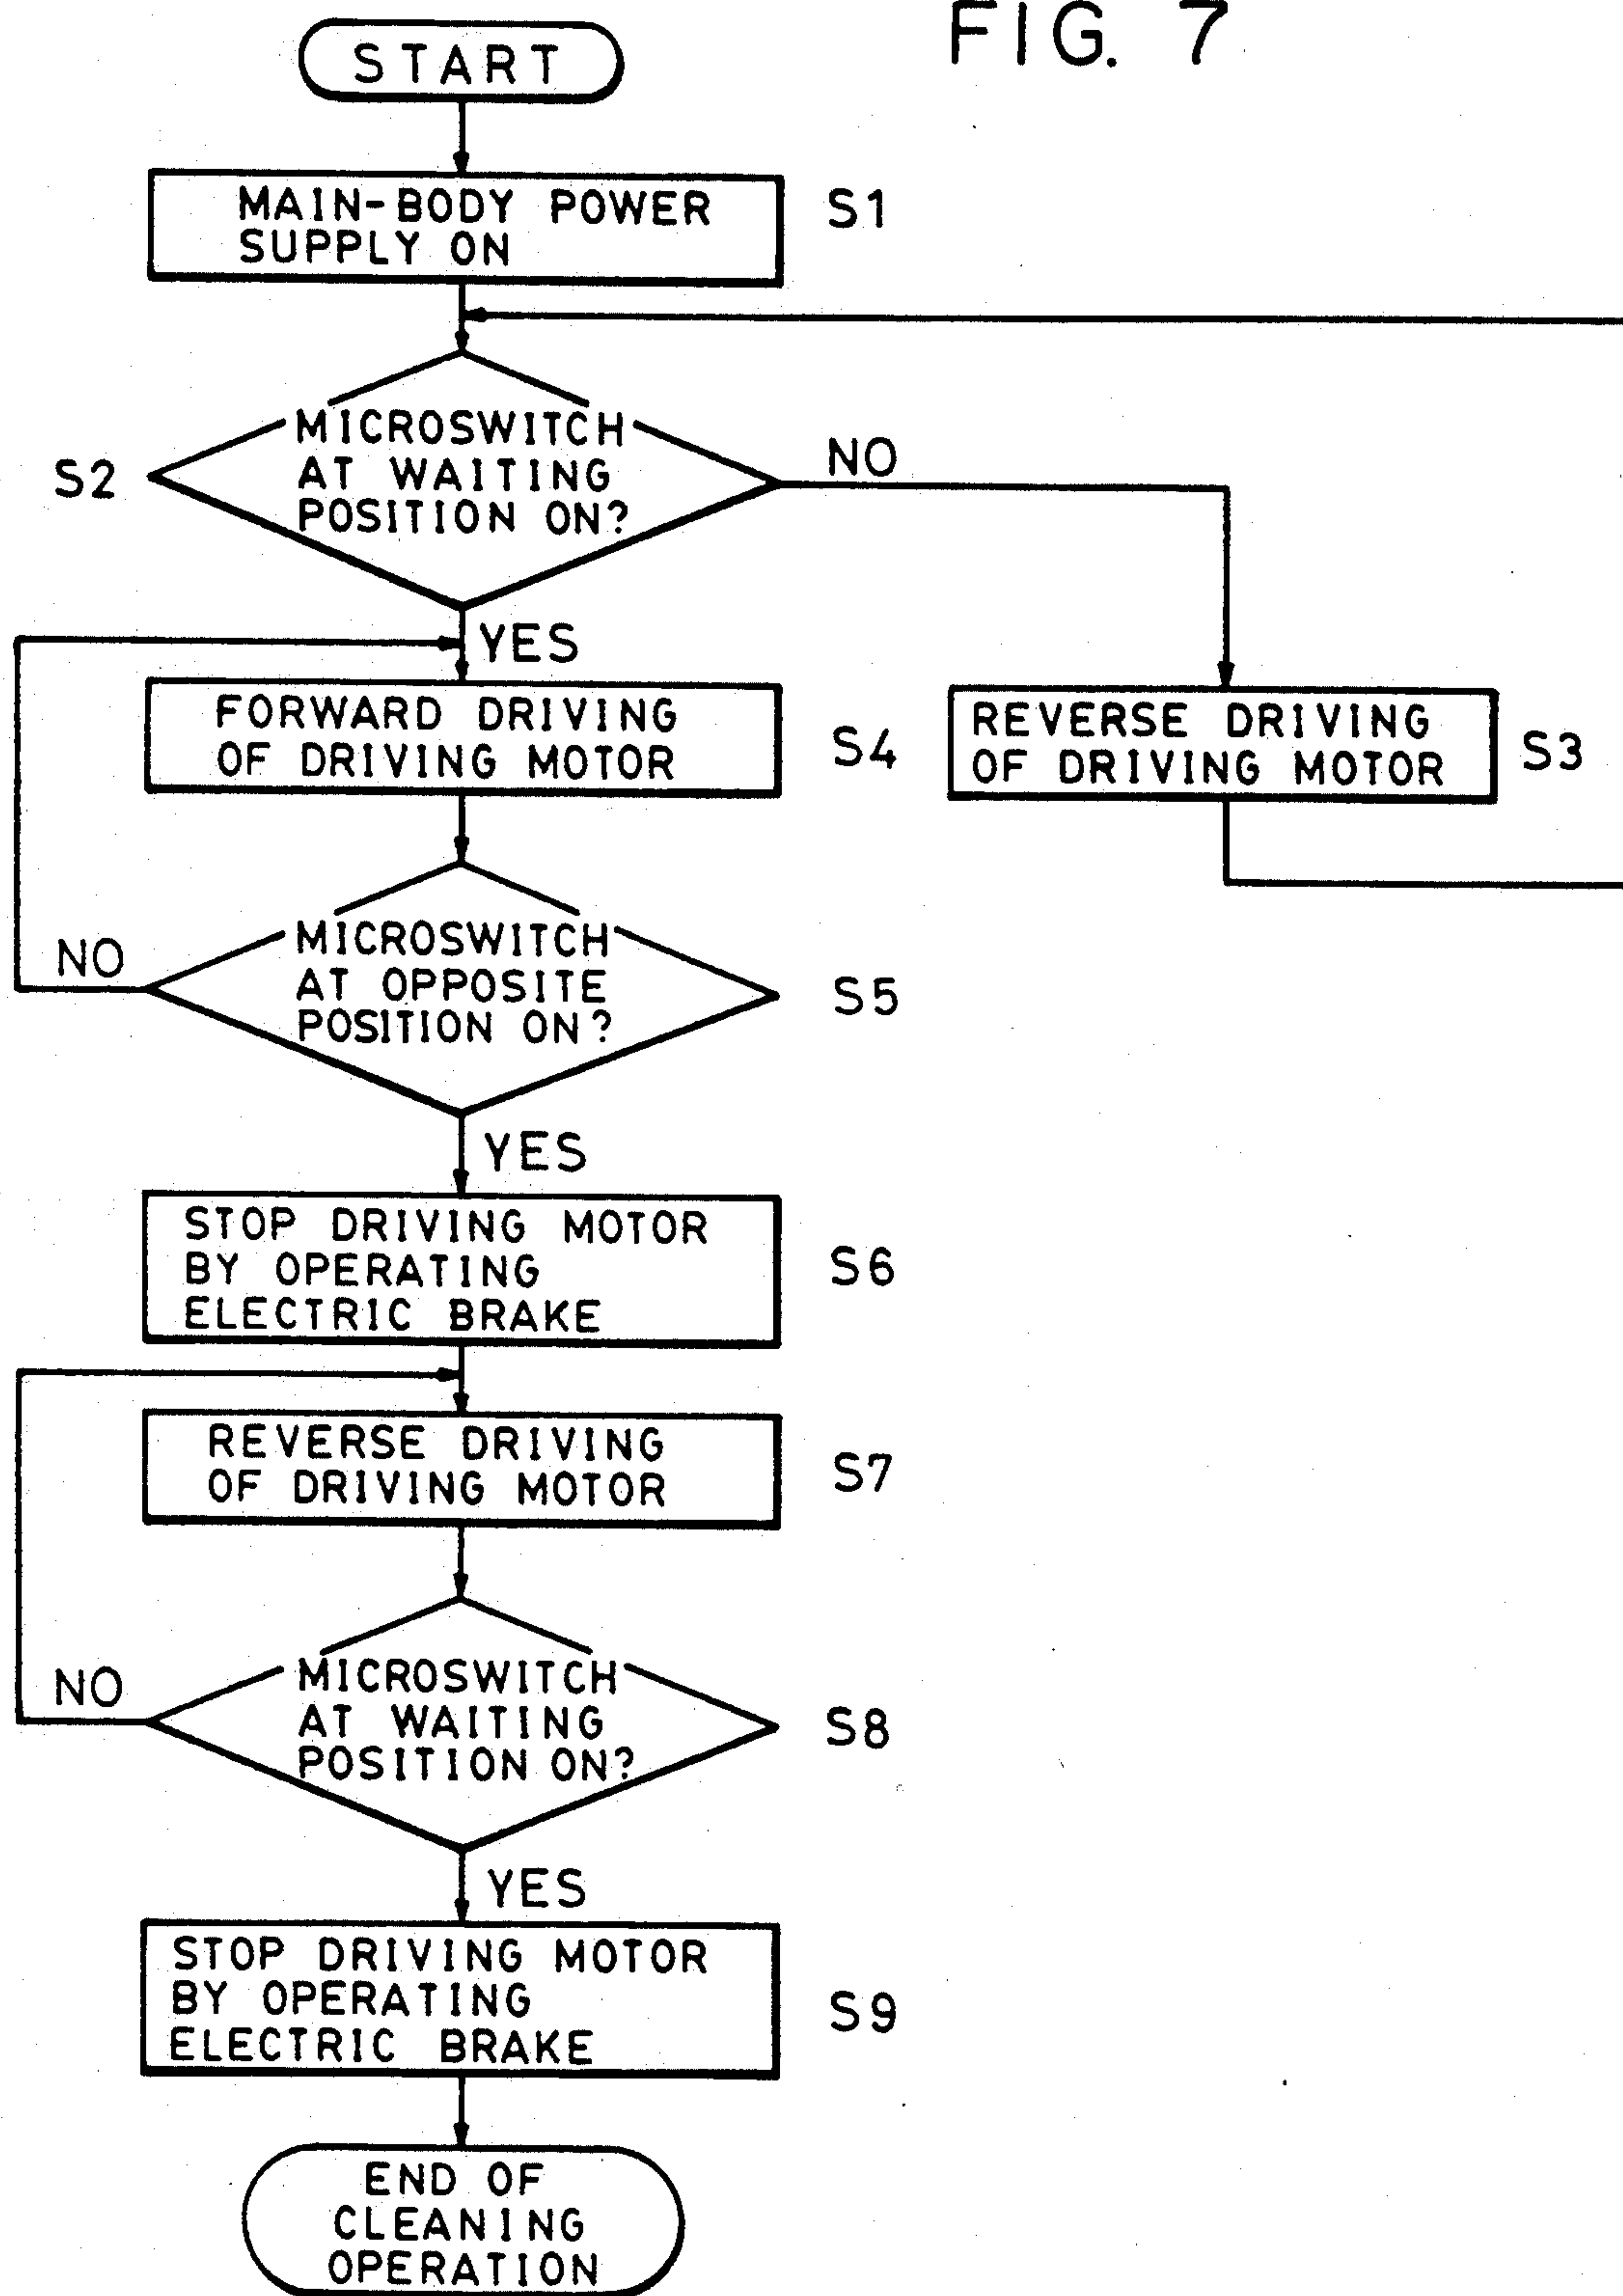 FIG. 7
START
MAIN-BODY POWER
SUPPLY ON
S1
MICROSWITCH
AT WAITING
POSITION ON?
S2
NO
YES
FORWARD DRIVING
OF DRIVING MOTOR
S4
REVERSE DRIVING
OF DRIVING MOTOR
S3
MICROSWITCH
AT OPPOSITE
POSITION ON?
NO
S5
YES
STOP DRIVING MOTOR
BY OPERATING
ELECTRIC BRAKE
S6
REVERSE DRIVING
OF DRIVING MOTOR
S7
MICROSWITCH
AT WAITING
POSITION ON?
NO
S8
YES
STOP DRIVING MOTOR
BY OPERATING
ELECTRIC BRAKE
S9
END OF
CLEANING
OPERATION